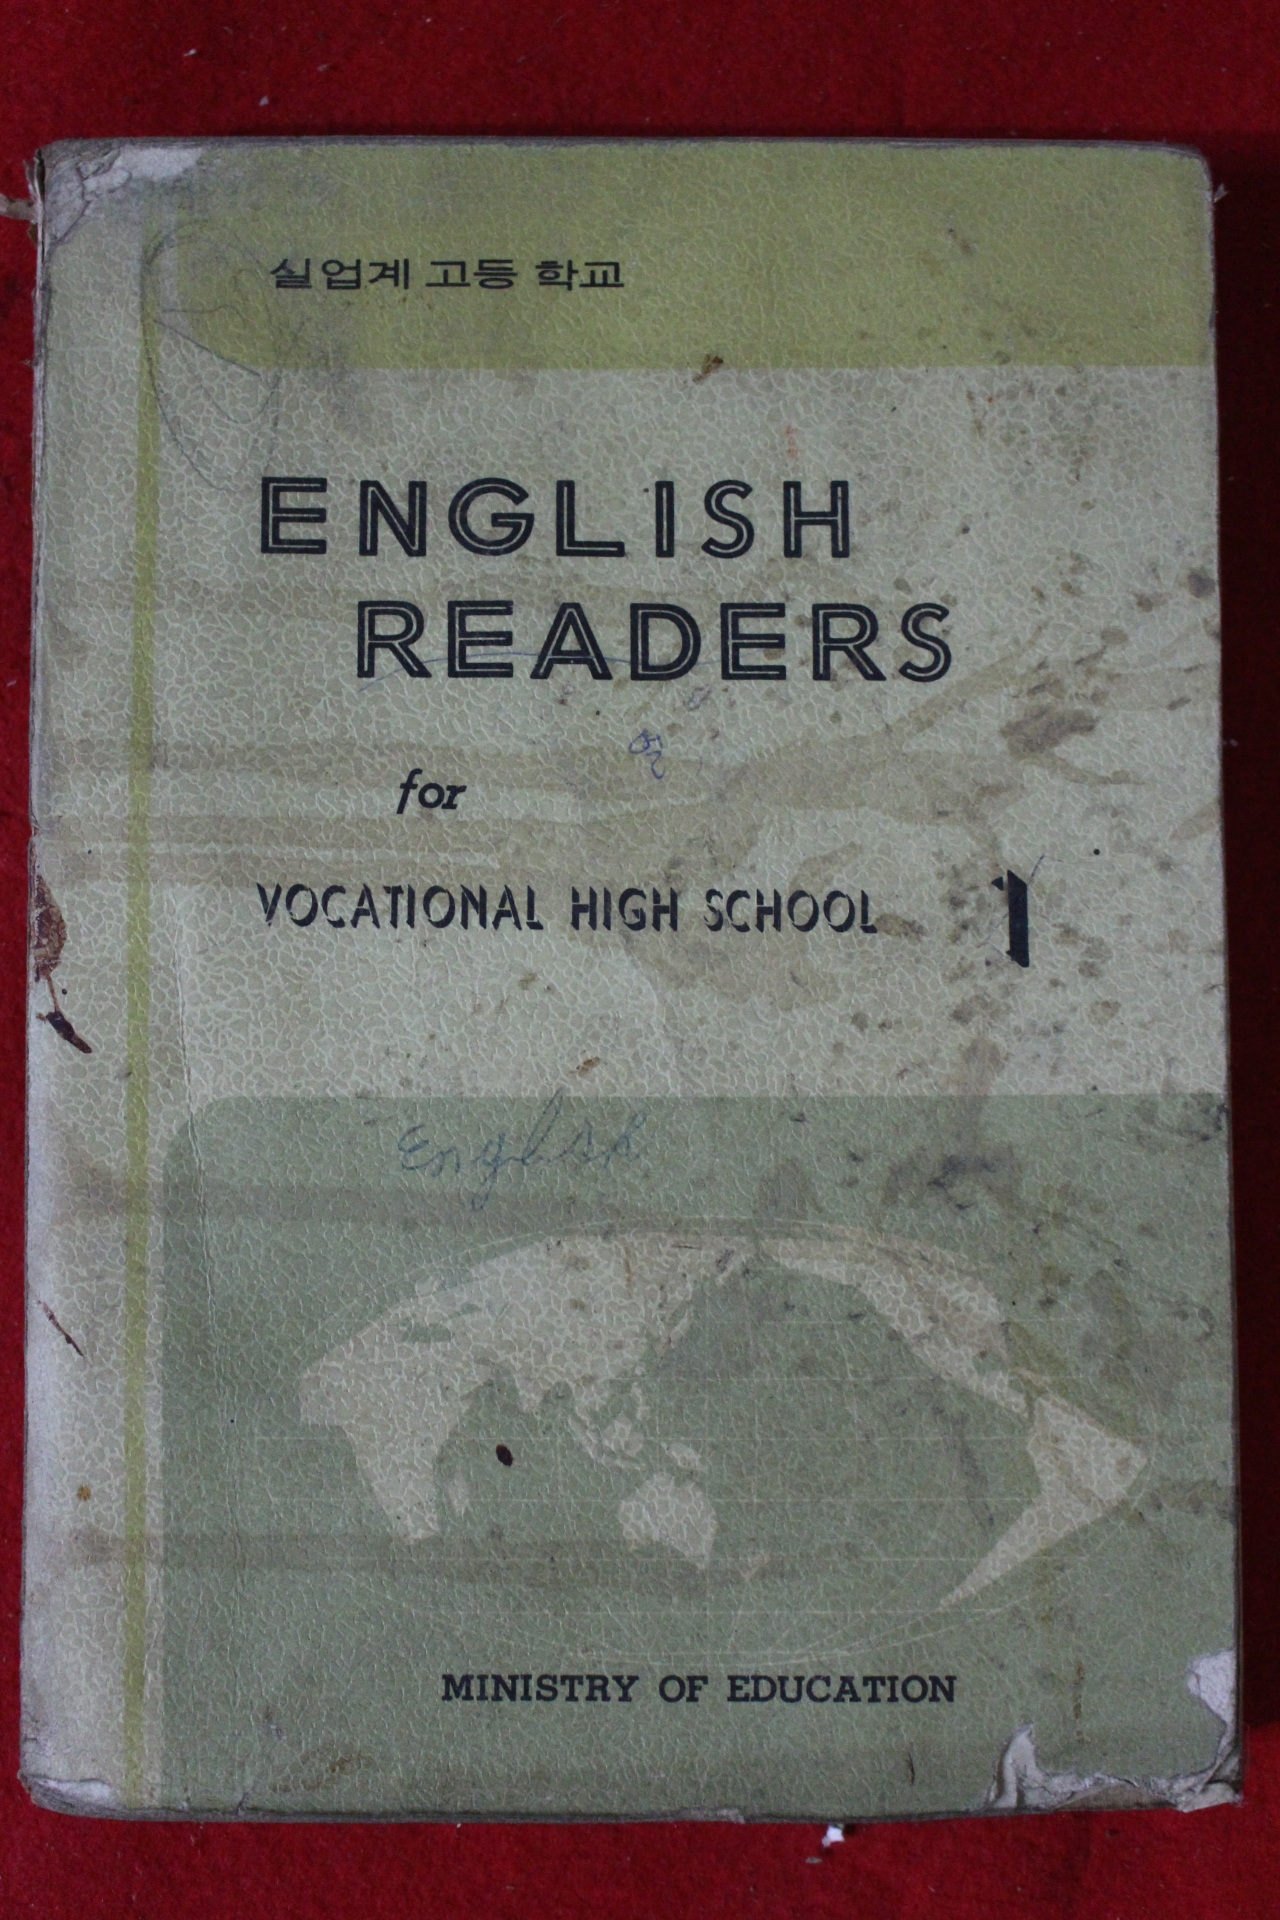 실업계 고등 학교
ENGLISH
READERS
for
VOCATIONAL HIGH SCHOOL 1
English
MINISTRY OF EDUCATION